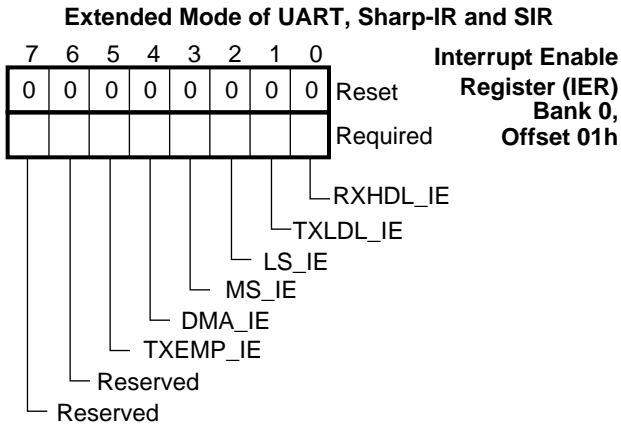 Extended Mode of UART, Sharp-IR and SIR
7 6 5 4 3 2 1 0
Interrupt Enable
Register (IER)
Bank 0,
Offset 01h
0 0 0 0 0 0 0 0 Reset
Required
RXHDL_IE
TXLDL_IE
LS_IE
MS_IE
DMA_IE
TXEMP_IE
Reserved
Reserved